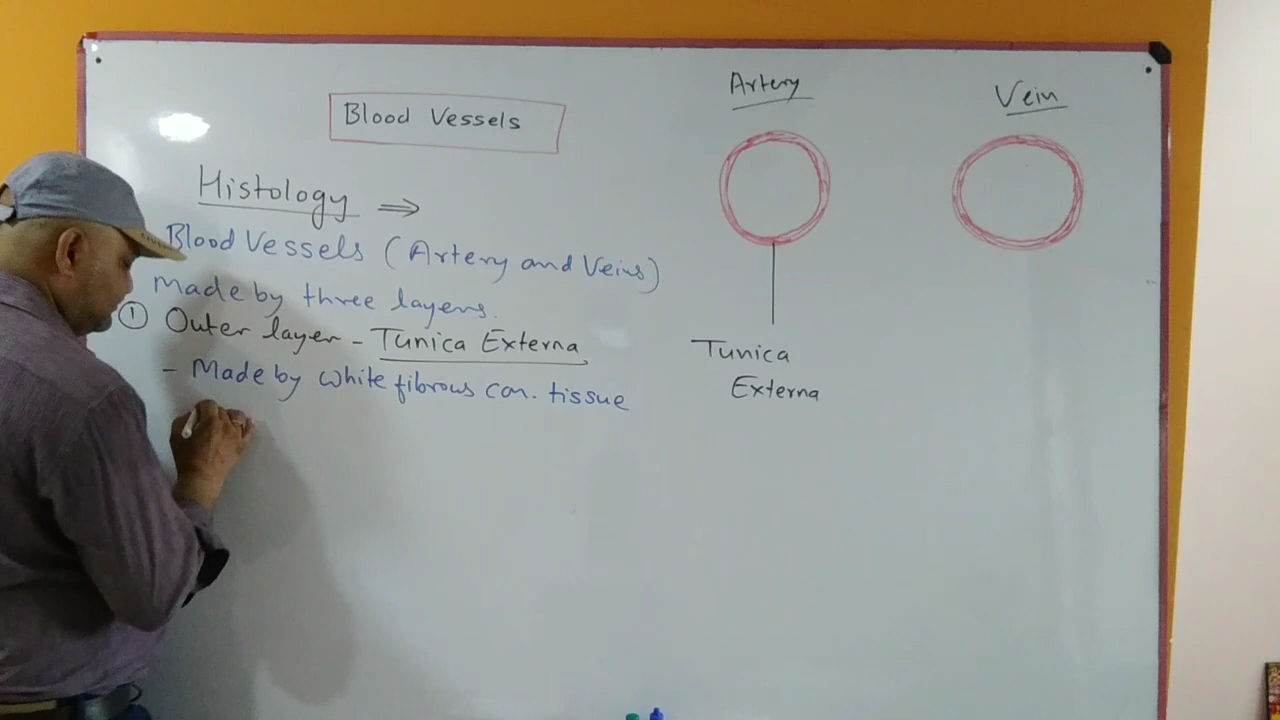 Blood Vessels
Histology ⇒
Blood Vessels (Artery and Veins)
Made by three layers.
① Outer layer - Tunica Externa
- Made by white fibrous con. tissue
Artery
Vein
Tunica
Externa